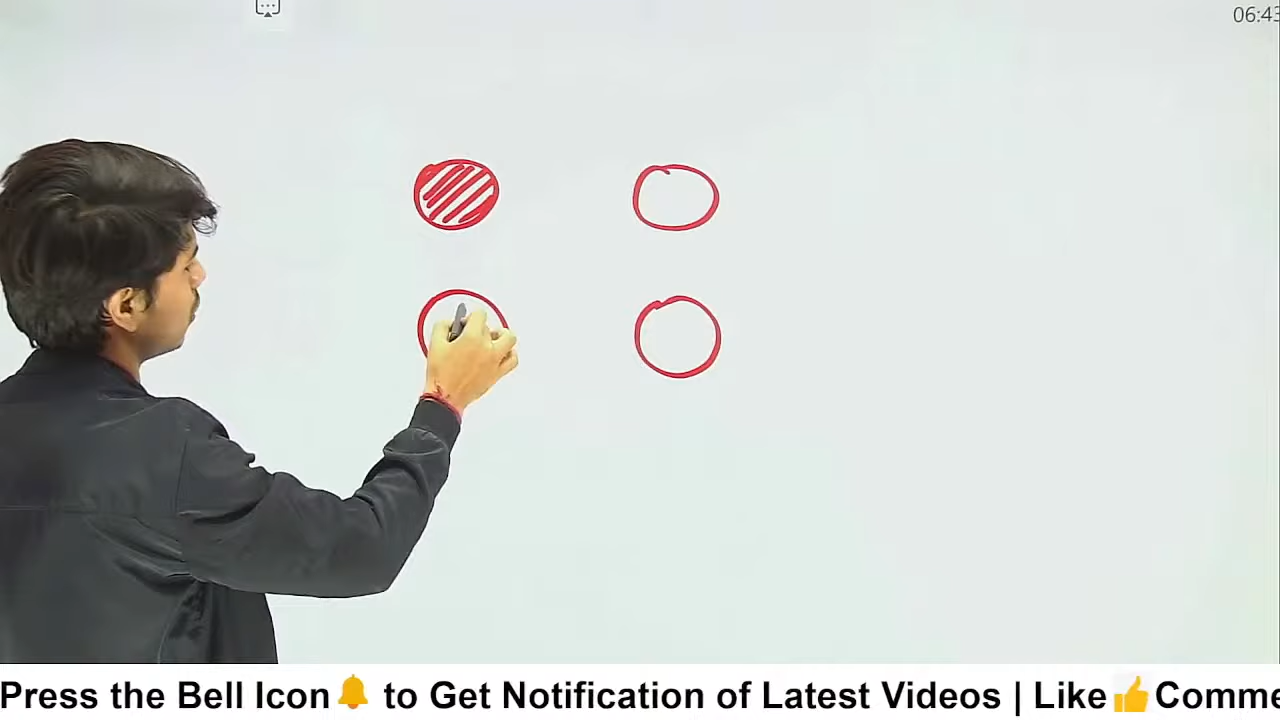 06:43
Press the Bell Icon🔔 to Get Notification of Latest Videos | Like👍Comme